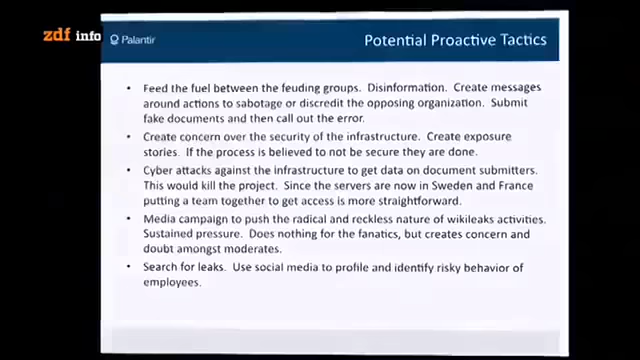 zdf info
Palantir
Potential Proactive Tactics
• Feed the fuel between the feuding groups. Disinformation. Create messages
around actions to sabotage or discredit the opposing organization. Submit
fake documents and then call out the error.
• Create concern over the security of the infrastructure. Create exposure
stories. If the process is believed to not be secure they are done.
• Cyber attacks against the infrastructure to get data on document submitters.
This would kill the project. Since the servers are now in Sweden and France
putting a team together to get access is more straightforward.
• Media campaign to push the radical and reckless nature of wikileaks activities.
Sustained pressure. Does nothing for the fanatics, but creates concern and
doubt amongst moderates.
• Search for leaks. Use social media to profile and identify risky behavior of
employees.